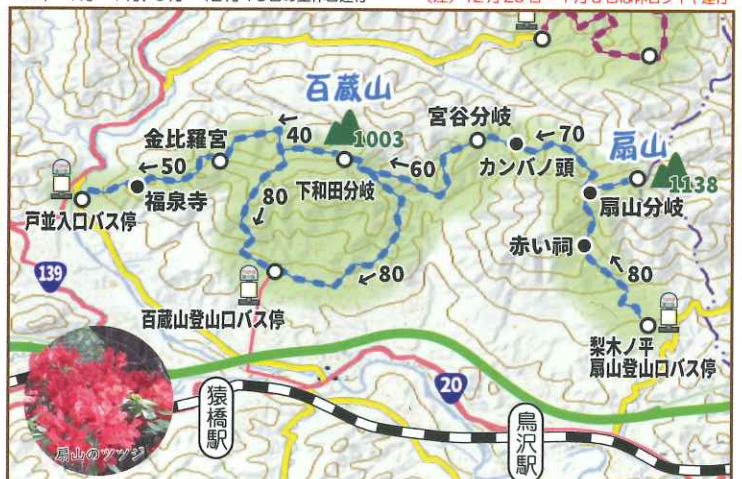 百蔵山
1003
宮谷分岐
←70
カンバノ頭
扇山
1138
扇山分岐
金比羅宮
←40
←50
福泉寺
戸並入口バス停
下和田分岐
←60
80
←
赤い祠
←80
←80
百蔵山登山口バス停
梨木ノ平
扇山登山口バス停
139
20
猿橋駅
鳥沢駅
扇山のツツジ